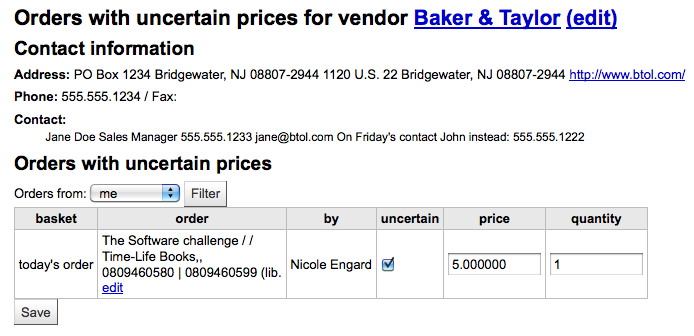 Orders with uncertain prices for vendor Baker & Taylor (edit)
Contact information
Address: PO Box 1234 Bridgewater, NJ 08807-2944 1120 U.S. 22 Bridgewater, NJ 08807-2944 http://www.btol.com/
Phone: 555.555.1234 / Fax:
Contact:
Jane Doe Sales Manager 555.555.1233 jane@btol.com On Friday's contact John instead: 555.555.1222
Orders with uncertain prices
Orders from: me Filter
basket order by uncertain price quantity
The Software challenge / /
Time-Life Books,,
today's order Nicole Engard 5.000000 1
0809460580 | 0809460599 (lib.
edit
Save